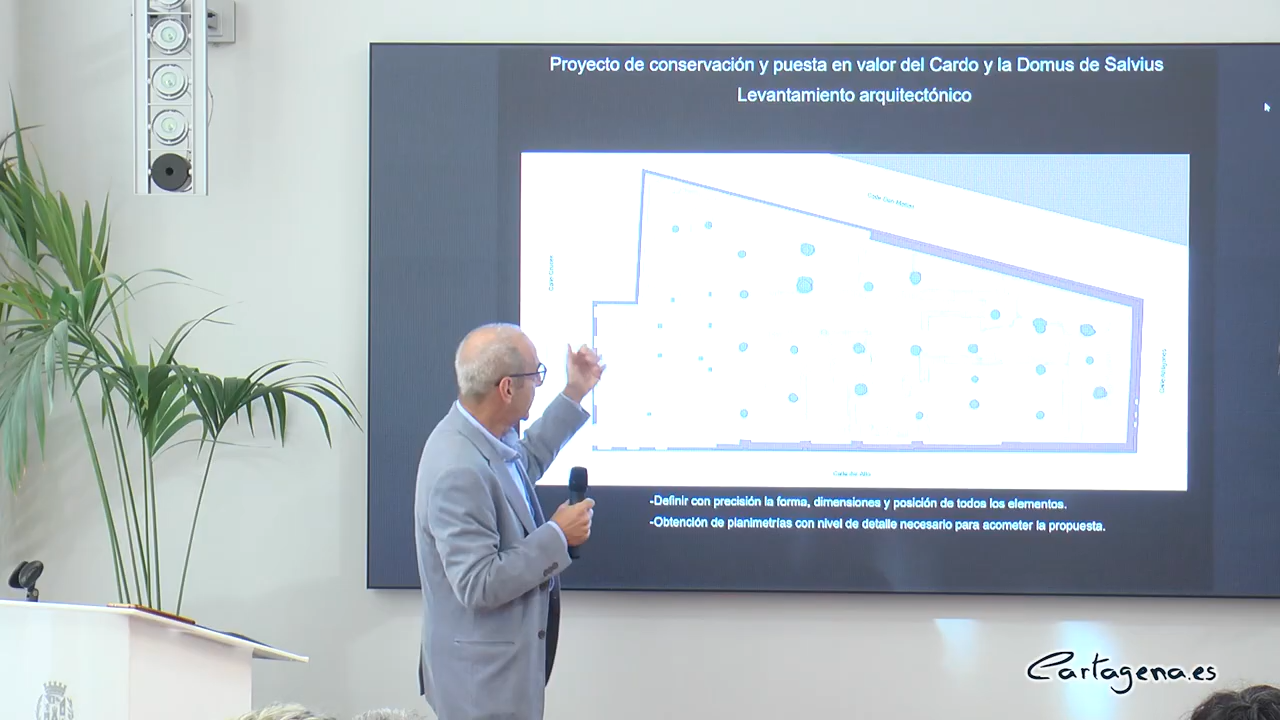 Proyecto de conservación y puesta en valor del Cardo y la Domus de Salvius
Levantamiento arquitectónico
-Definir con precisión la forma, dimensiones y posición de todos los elementos.
-Obtención de planimetrías con nivel de detalle necesario para acometer la propuesta.
Cartagena.es